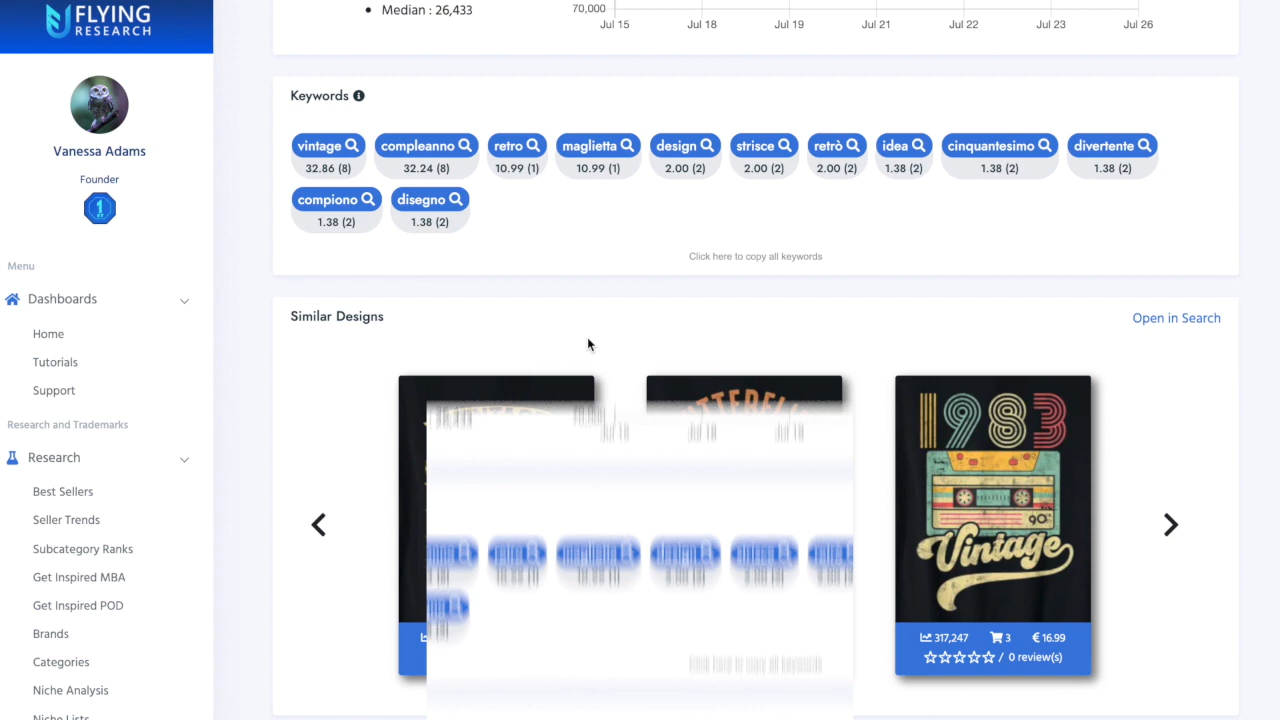 FLYING
RESEARCH
Vanessa Adams
Founder
1
ST
Menu
Dashboards
Home
Tutorials
Support
Research and Trademarks
Research
Best Sellers
Seller Trends
Subcategory Ranks
Get Inspired MBA
Get Inspired POD
Brands
Categories
Niche Analysis
Niche Lists
Median : 26,433
70,000
Jul 15 Jul 18 Jul 19 Jul 21 Jul 22 Jul 23 Jul 26
Keywords
vintage compleanno retro maglietta design strisce retrò idea cinquantesimo divertente
32.86 (8) 32.24 (8) 10.99 (1) 10.99 (1) 2.00 (2) 2.00 (2) 2.00 (2) 1.38 (2) 1.38 (2) 1.38 (2)
compiono disegno
1.38 (2) 1.38 (2)
Click here to copy all keywords
Similar Designs
Open in Search
1983
90"
Vintage
317,247 3 € 16.99
/ 0 review(s)